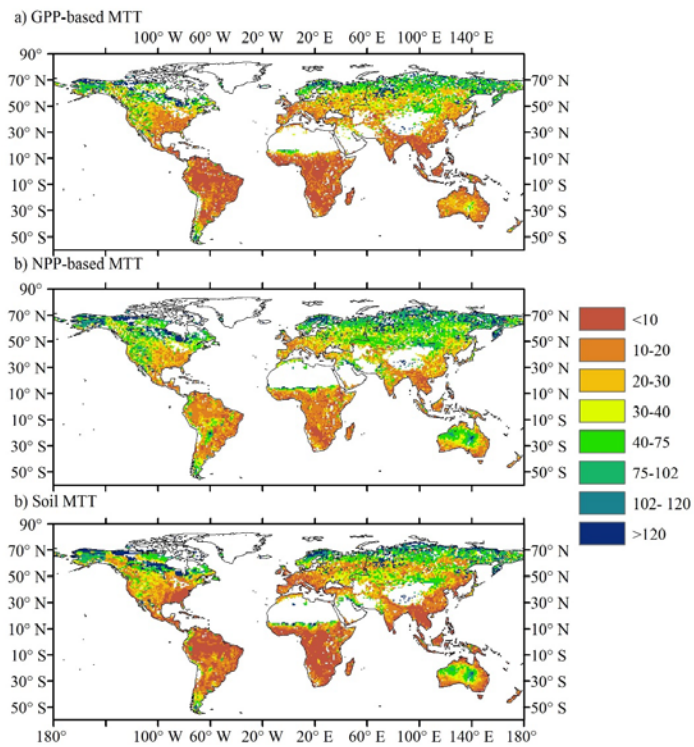 a) GPP-based MTT
100° W 60° W 20° W 20° E 60° E 100° E 140° E
90°
70° N 70° N
50° N 50° N
30° N 30° N
10° N 10° N
10° S 10° S
30° S 30° S
50° S 50° S
b) NPP-based MTT
90°
70° N 70° N
50° N 50° N
30° N 30° N
10° N 10° N
10° S 10° S
30° S 30° S
50° S 50° S
<10
10-20
20-30
30-40
40-75
75-102
102- 120
>120
b) Soil MTT
90°
70° N 70° N
50° N 50° N
30° N 30° N
10° N 10° N
10° S 10° S
30° S 30° S
50° S 50° S
180° 100° W 60° W 20° W 20° E 60° E 100° E 140° E 180°